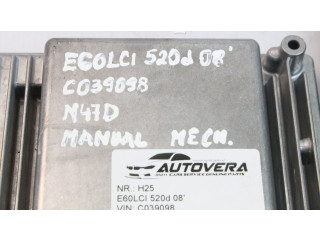 E60LCI 520d 08'
C039098
N47D
MANUAL MECH.
AUTOVERA
NR.: H25
E60LCI 520d 08'
VIN: C039098